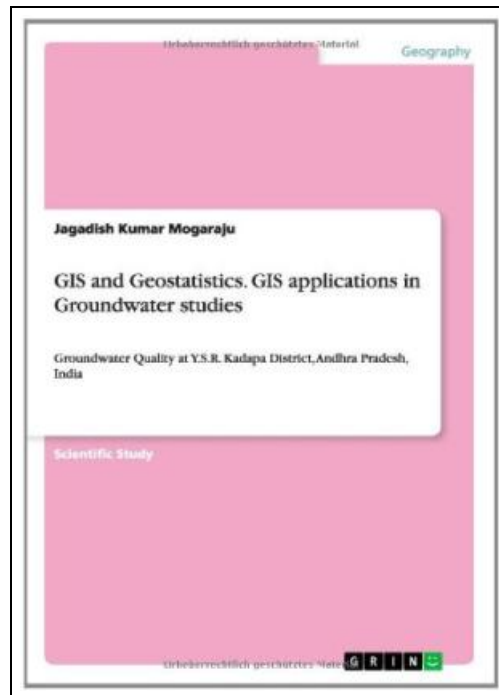 Urheberrechtlich geschütztes Material
Geography
Jagadish Kumar Mogaraju
GIS and Geostatistics. GIS applications in
Groundwater studies
Groundwater Quality at Y.S.R. Kadapa District, Andhra Pradesh,
India
Scientific Study
Urheberrechtlich geschütztes
GRIN